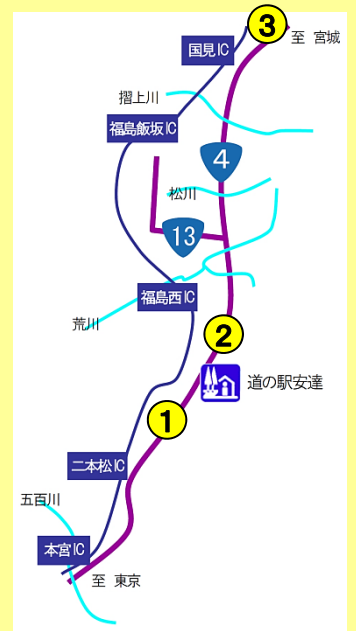 3
至 宮城
国見IC
摺上川
福島飯坂IC
4
松川
13
福島西IC
荒川
2
道の駅安達
1
二本松IC
五百川
本宮IC
至 東京